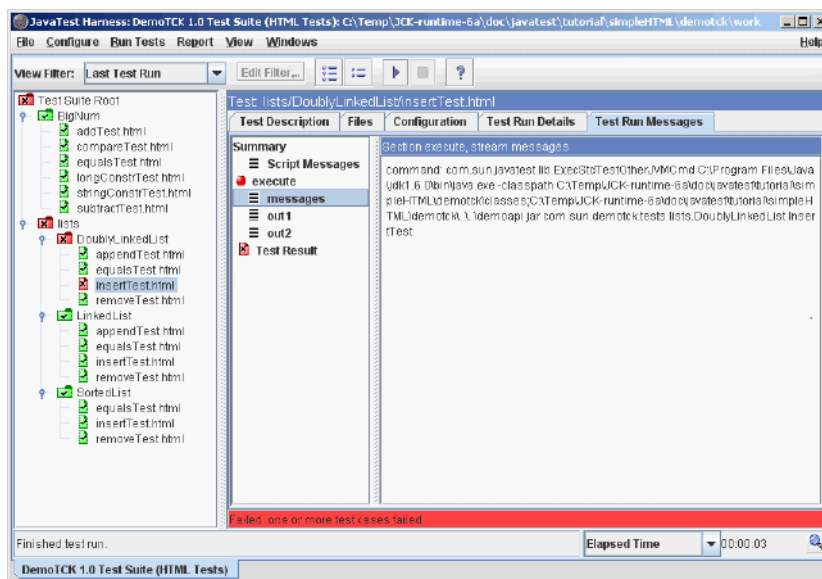 JavaTest Harness: DemoTCK 1.0 Test Suite (HTML Tests): C:\Temp\JCK-runtime-6a\doc\javatest\tutorial\simpleHTML\demotck\work
File Configure Run Tests Report View Windows Help
View Filter: Last Test Run Edit Filter...
Test Suite Root
BigNum
addTest.html
compareTest.html
equalsTest.html
longConstrTest.html
stringConstrTest.html
subtractTest.html
lists
DoublyLinkedList
appendTest.html
equalsTest.html
insertTest.html
removeTest.html
LinkedList
appendTest.html
equalsTest.html
insertTest.html
removeTest.html
SortedList
equalsTest.html
insertTest.html
removeTest.html
Test: lists/DoublyLinkedList/insertTest.html
Test Description Files Configuration Test Run Details Test Run Messages
Summary
Script Messages
execute
messages
out1
out2
Test Result
Section execute, stream messages
command: com.sun.javatest.lib.ExecStdTestOtherJVMCmd C:\Program Files\Java
\jdk1.6.0\bin\java.exe -classpath C:\Temp\JCK-runtime-6a\doc\javatest\tutorial\sim
pleHTML\demotck\classes;C:\Temp\JCK-runtime-6a\doc\javatest\tutorial\simpleH
TML\demotck\..\..\demoapi.jar com.sun.demotck.tests.lists.DoublyLinkedList.Inser
tTest
Failed. one or more test cases failed
Finished test run. Elapsed Time 00:00:03
DemoTCK 1.0 Test Suite (HTML Tests)